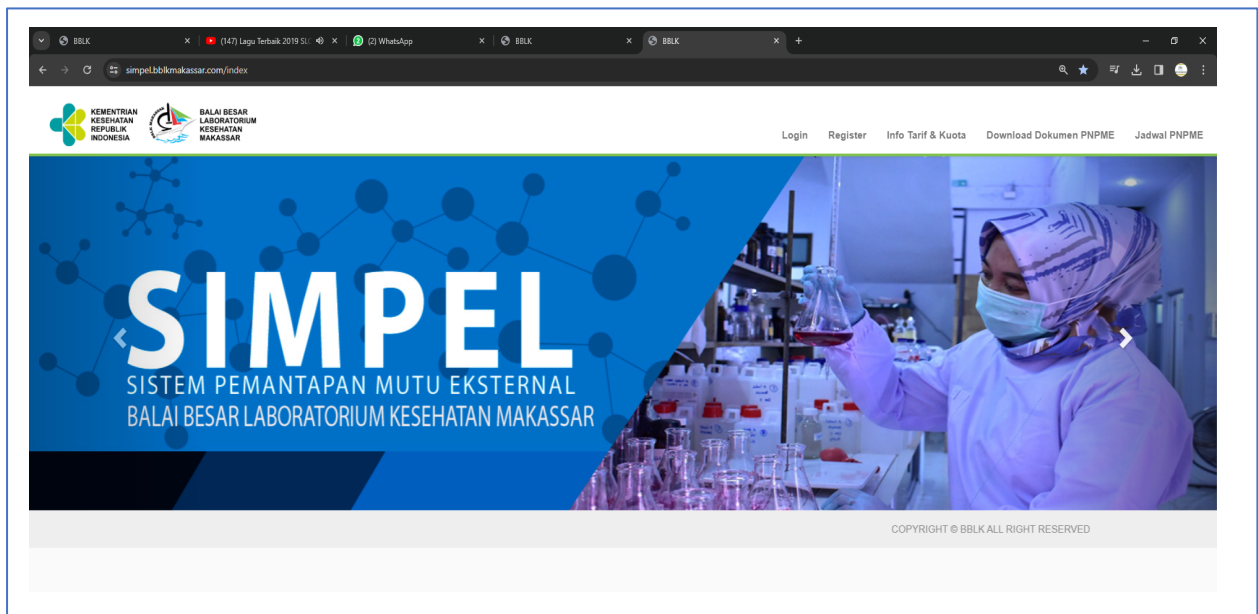 BBLK
(147) Lagu Terbaik 2019 SL
(2) WhatsApp
BBLK
BBLK
simpel.bblkmakassar.com/index
KEMENTRIAN
KESEHATAN
REPUBLIK
INDONESIA
BALAI BESAR
LABORATORIUM
KESEHATAN
MAKASSAR
Login Register Info Tarif & Kuota Download Dokumen PNPME Jadwal PNPME
SIMPEL
SISTEM PEMANTAPAN MUTU EKSTERNAL
BALAI BESAR LABORATORIUM KESEHATAN MAKASSAR
COPYRIGHT © BBLK ALL RIGHT RESERVED